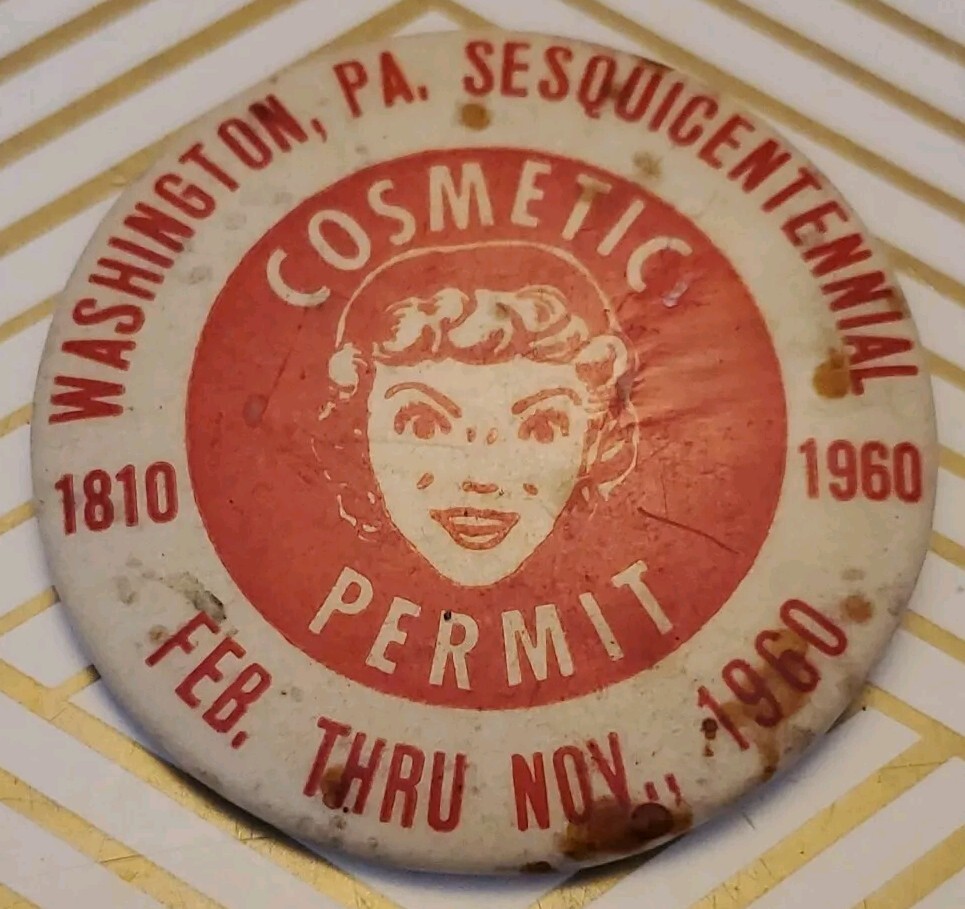 WASHINGTON, PA. SESQUICENTENNIAL
COSMETIC
1810
1960
PERMIT
FEB. THRU NOV., 1960